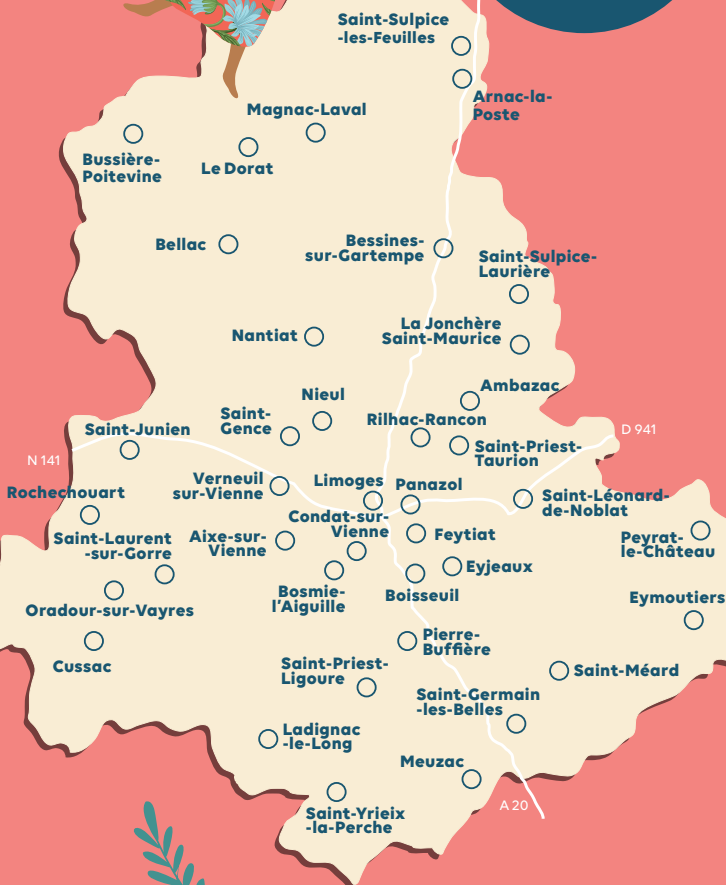 Saint-Sulpice
-les-Feuilles
Arnac-la-
Poste
Magnac-Laval
Bussière-
Poitevine
Le Dorat
Bellac
Bessines-
sur-Gartempe
Saint-Sulpice-
Laurière
Nantiat
La Jonchère
Saint-Maurice
Ambazac
Nieul
Saint-
Gence
Rilhac-Rancon
Saint-Junien
Saint-Priest-
Taurion
D 941
N 141
Verneuil
sur-Vienne
Limoges
Panazol
Rochechouart
Saint-Léonard-
de-Noblat
Condat-sur-
Vienne
Saint-Laurent
-sur-Gorre
Aixe-sur-
Vienne
Feytiat
Peyrat-
le-Château
Eyjeaux
Bosmie-
l'Aiguille
Boisseuil
Eymoutiers
Oradour-sur-Vayres
Pierre-
Buffière
Cussac
Saint-Priest-
Ligoure
Saint-Méard
Saint-Germain
-les-Belles
Ladignac
-le-Long
Meuzac
A 20
Saint-Yrieix
-la-Perche